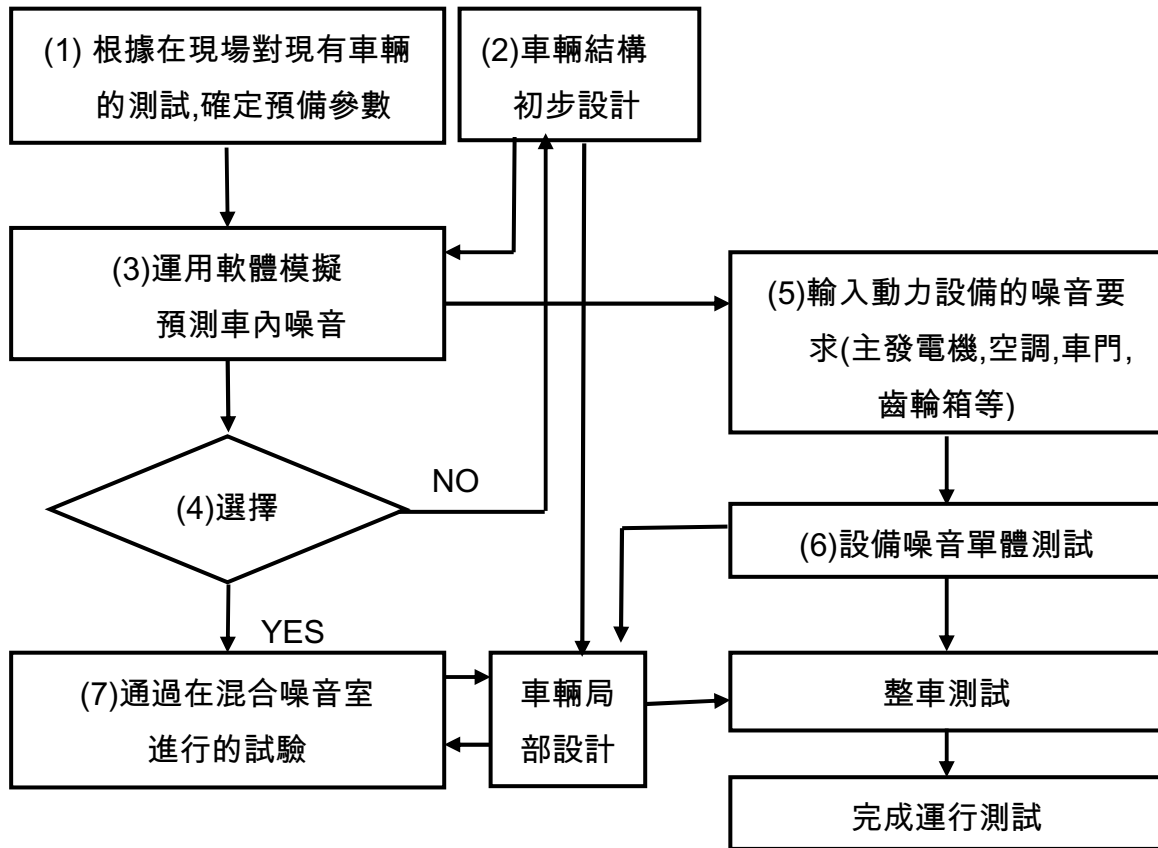 (1) 根據在現場對現有車輛
的測試,確定預備參數
(2)車輛結構
初步設計
(3)運用軟體模擬
預測車內噪音
(5)輸入動力設備的噪音要
求(主發電機,空調,車門,
齒輪箱等)
(4)選擇
NO
(6)設備噪音單體測試
YES
(7)通過在混合噪音室
進行的試驗
車輛局
部設計
整車測試
完成運行測試